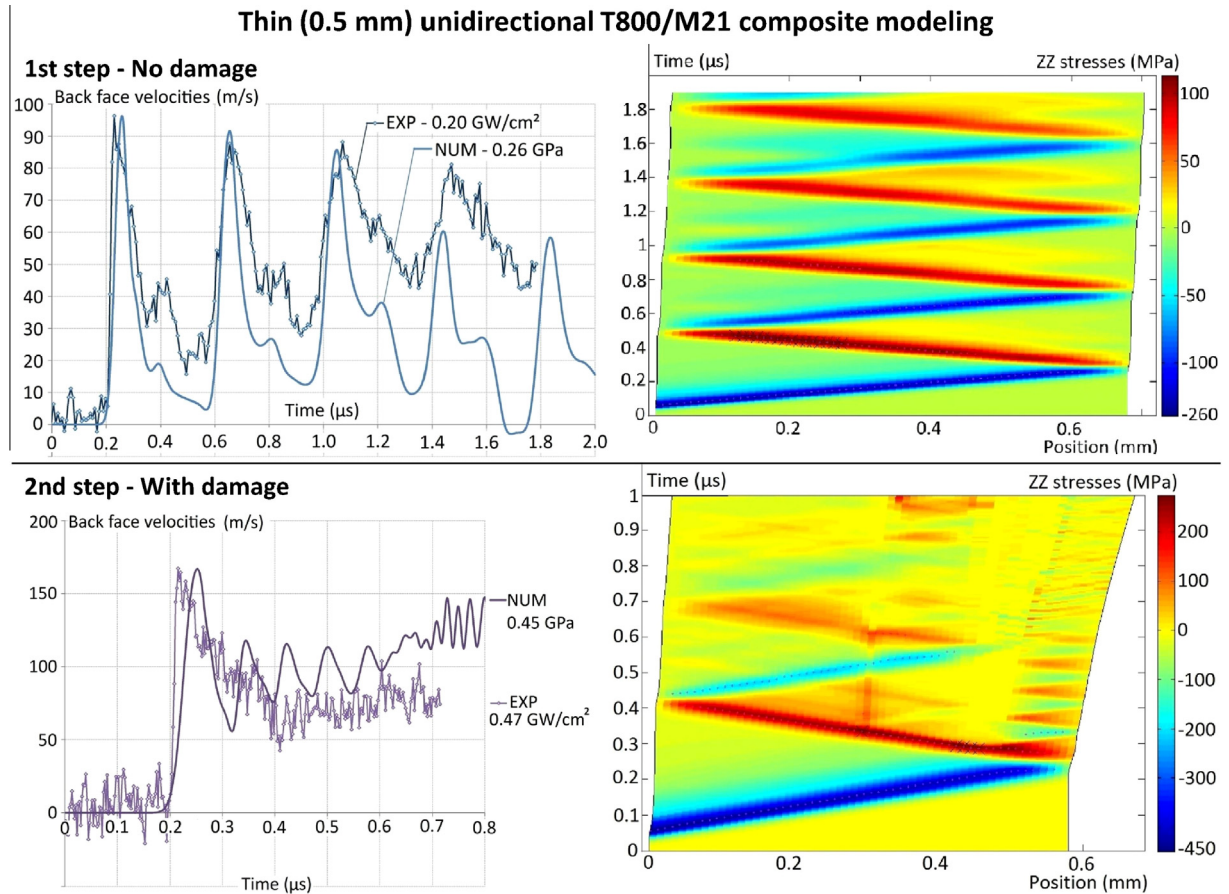 Thin (0.5 mm) unidirectional T800/M21 composite modeling
1st step - No damage
Back face velocities (m/s)
100
90
80
70
60
50
40
30
20
10
0
EXP - 0.20 GW/cm²
NUM - 0.26 GPa
Time (µs)
0 0.2 0.4 0.6 0.8 1.0 1.2 1.4 1.6 1.8 2.0
Time (µs)
ZZ stresses (MPa)
1.8
1.6
1.4
1.2
1
0.8
0.6
0.4
0.2
0
0 0.2 0.4 0.6
Position (mm)
100
50
0
-50
-100
-260
2nd step - With damage
Back face velocities (m/s)
200
150
100
50
0
NUM
0.45 GPa
EXP
0.47 GW/cm²
0 0.1 0.2 0.3 0.4 0.5 0.6 0.7 0.8
Time (µs)
Time (µs)
ZZ stresses (MPa)
1
0.9
0.8
0.7
0.6
0.5
0.4
0.3
0.2
0.1
0
0 0.2 0.4 0.6
Position (mm)
200
100
0
-100
-200
-300
-450